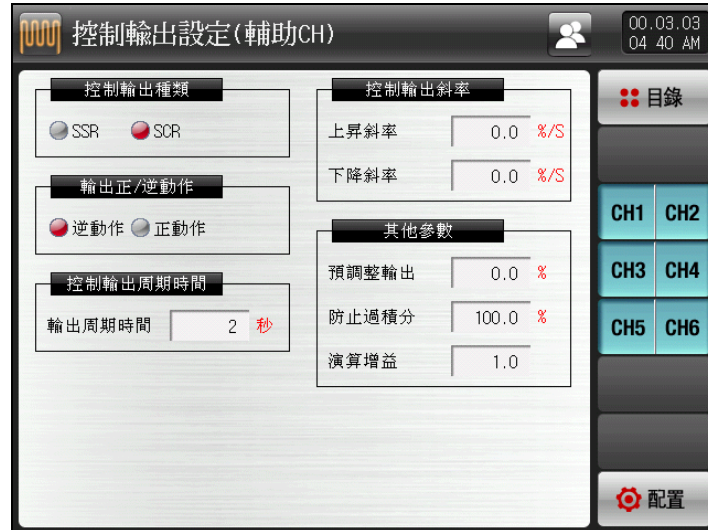 控制輸出設定(輔助CH)
00.03.03
04 40 AM
控制輸出種類
SSR SCR
輸出正/逆動作
逆動作 正動作
控制輸出周期時間
輸出周期時間 2 秒
控制輸出斜率
上昇斜率 0.0 %/S
下降斜率 0.0 %/S
其他參數
預調整輸出 0.0 %
防止過積分 100.0 %
演算增益 1.0
目錄
CH1 CH2
CH3 CH4
CH5 CH6
配置